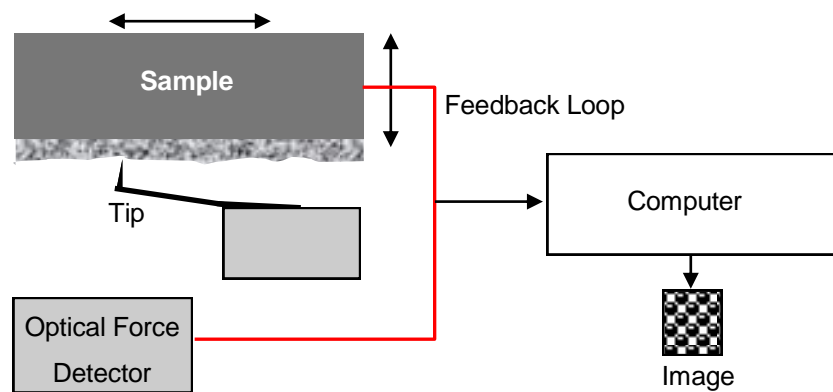 Sample
Feedback Loop
Tip
Computer
Optical Force
Detector
Image